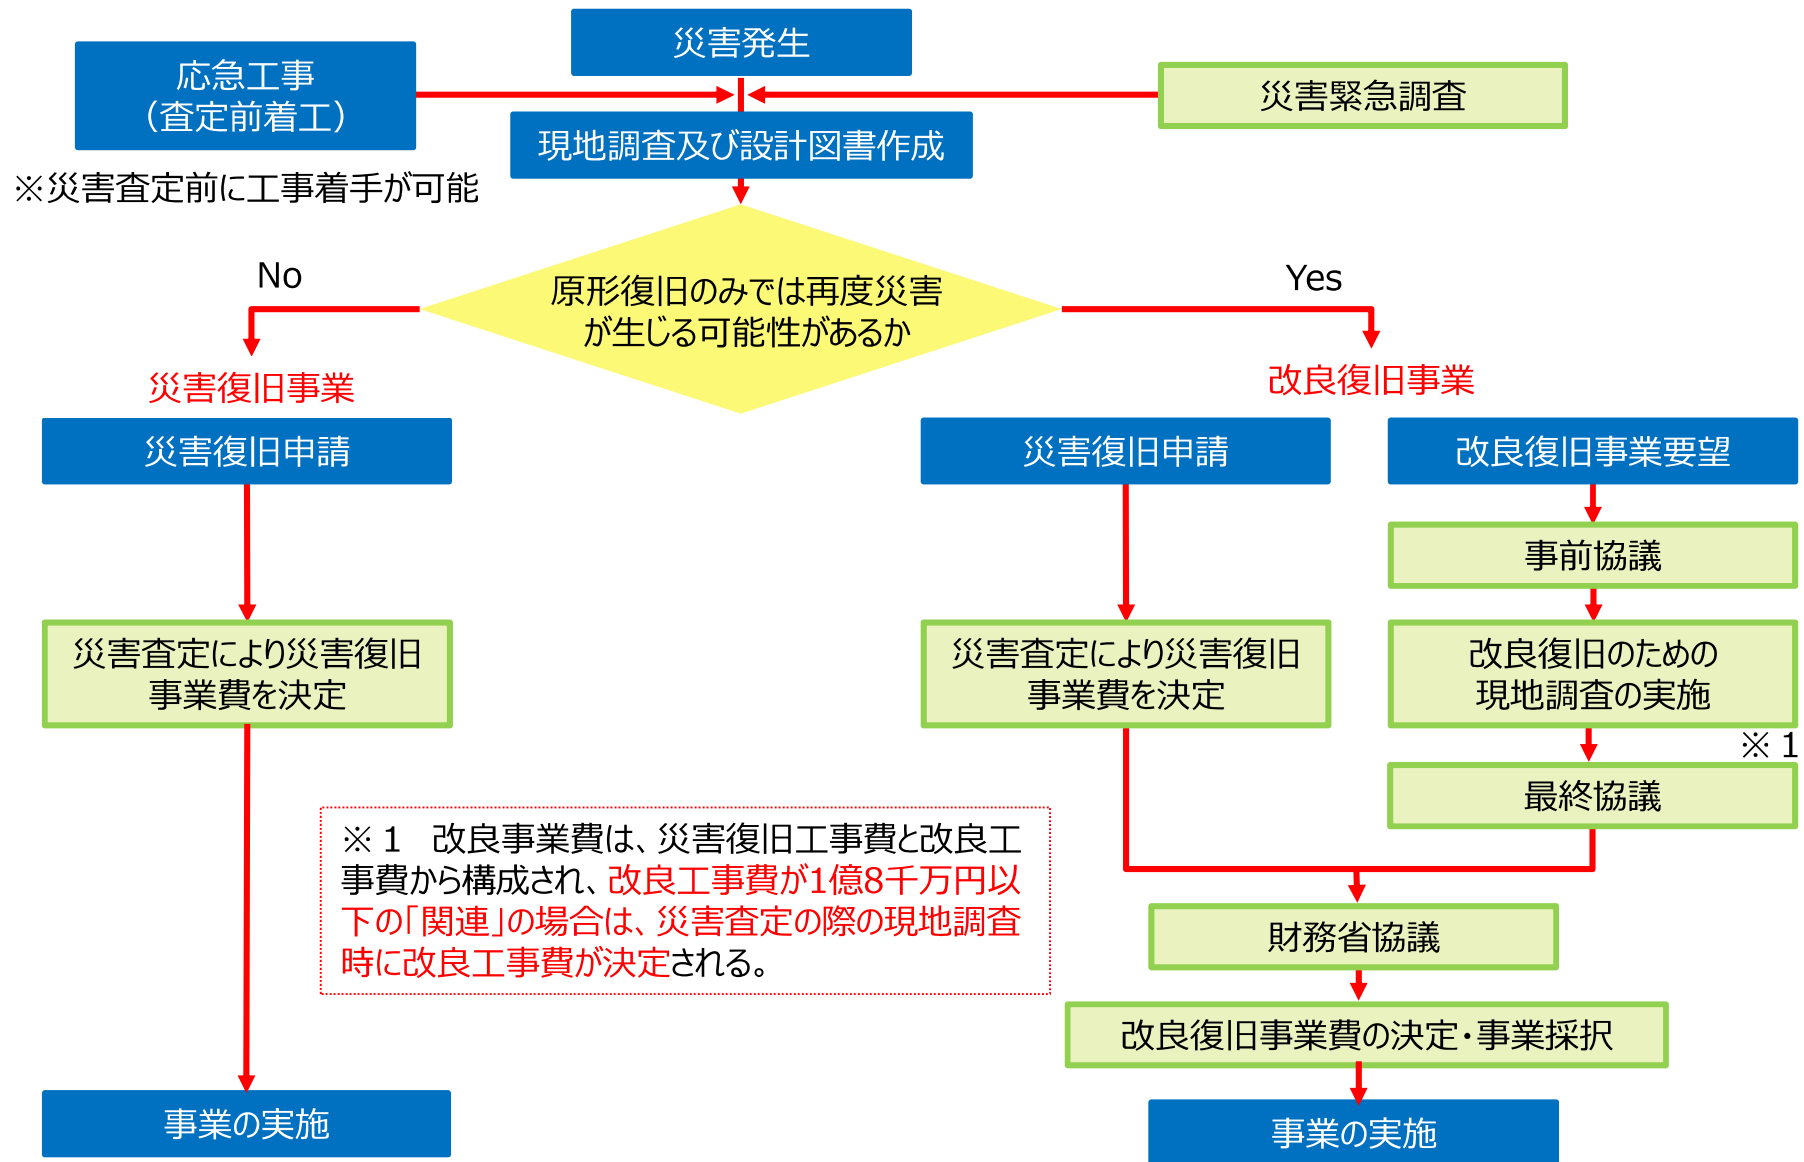 災害発生
応急工事
（査定前着工）
災害緊急調査
現地調査及び設計図書作成
※災害査定前に工事着手が可能
原形復旧のみでは再度災害
が生じる可能性があるか
No
Yes
災害復旧事業
改良復旧事業
災害復旧申請
災害査定により災害復旧
事業費を決定
事業の実施
災害復旧申請
災害査定により災害復旧
事業費を決定
改良復旧事業要望
事前協議
改良復旧のための
現地調査の実施
※１
最終協議
※１　改良事業費は、災害復旧工事費と改良工
事費から構成され、改良工事費が1億8千万円以
下の「関連」の場合は、災害査定の際の現地調査
時に改良工事費が決定される。
財務省協議
改良復旧事業費の決定・事業採択
事業の実施